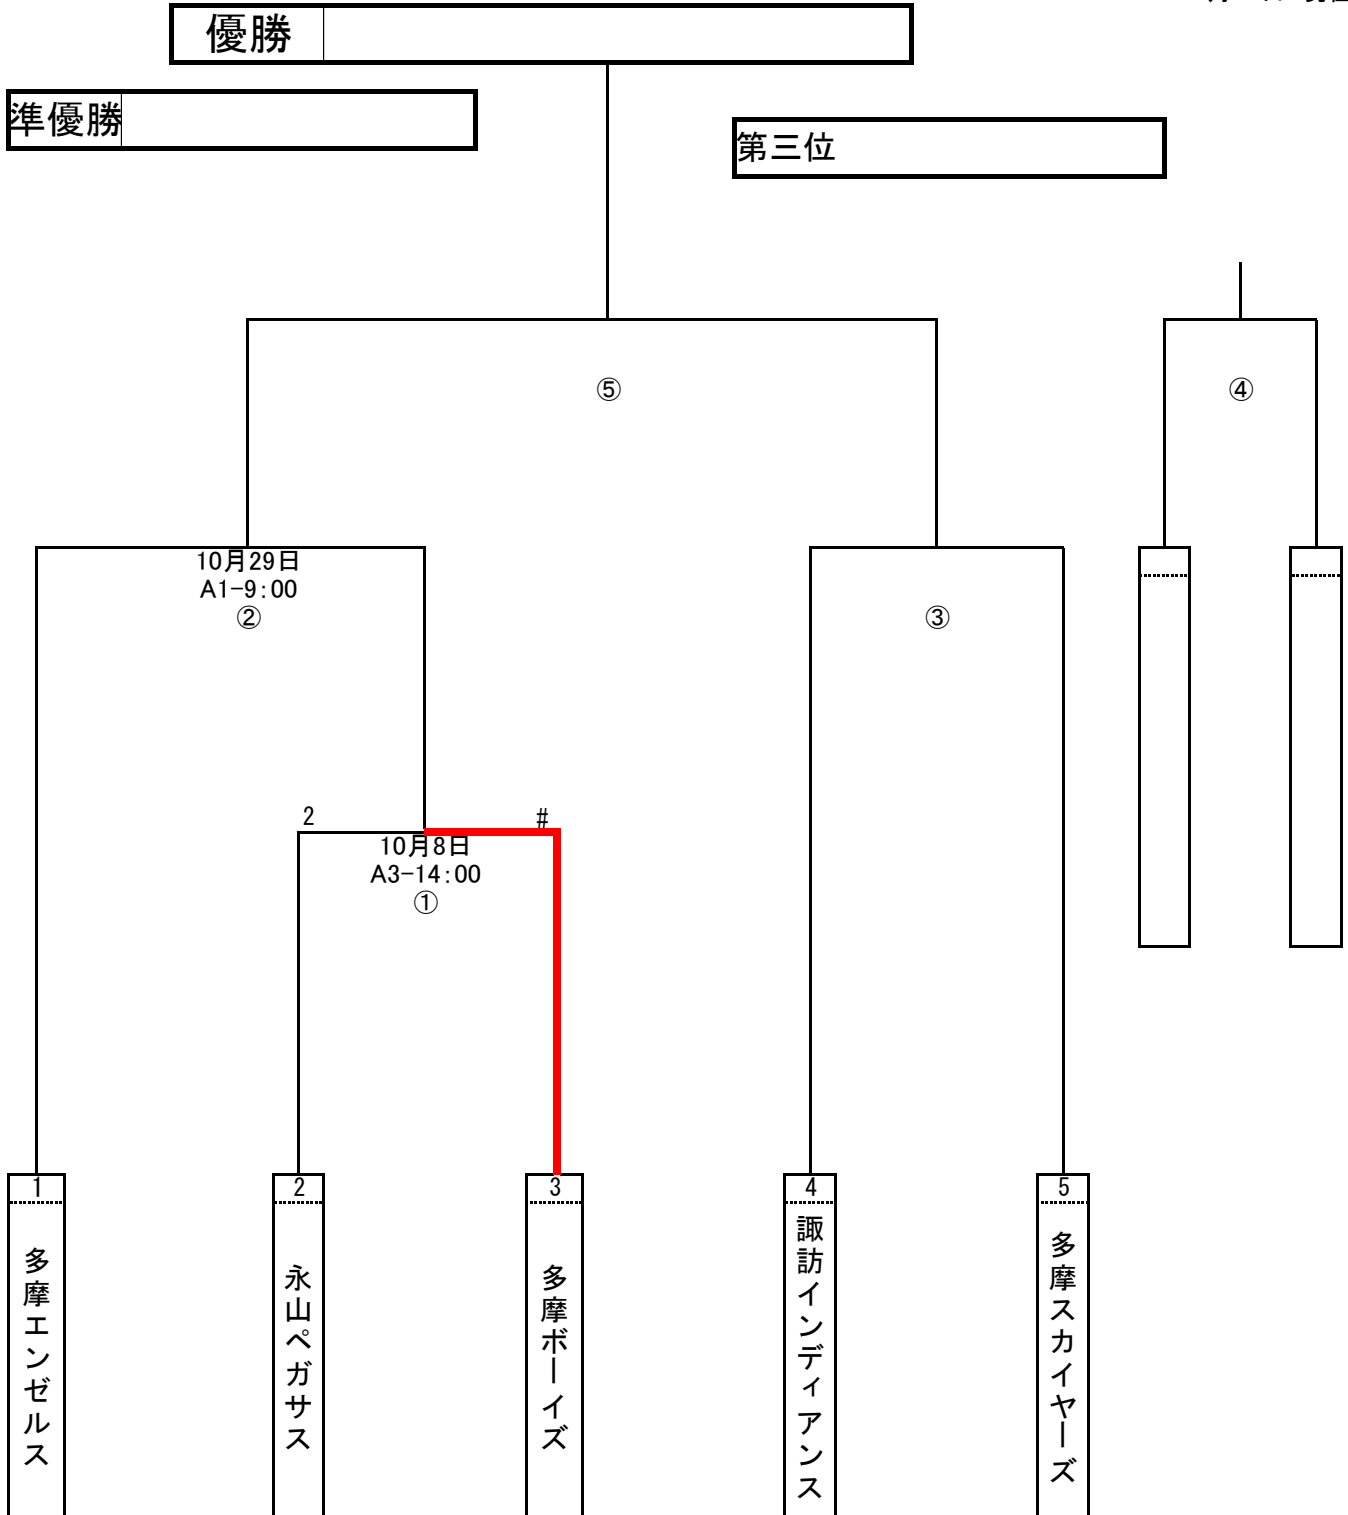 優勝
準優勝
第三位
⑤
④
10月29日
A1-9:00
②
③
2
#
10月8日
A3-14:00
①
1
2
3
4
5
多摩エンゼルス
永山ペガサス
多摩ボーイズ
諏訪インディアンス
多摩スカイヤーズ